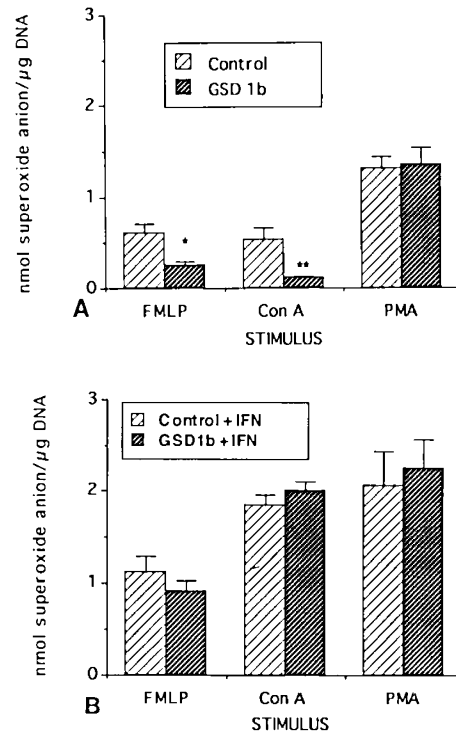 nmol superoxide anion/µg DNA
3
Control
GSD 1b
2
1
*
**
0
A
FMLP Con A PMA
STIMULUS
nmol superoxide anion/µg DNA
3
Control + IFN
GSD1b + IFN
2
1
0
B
FMLP Con A PMA
STIMULUS